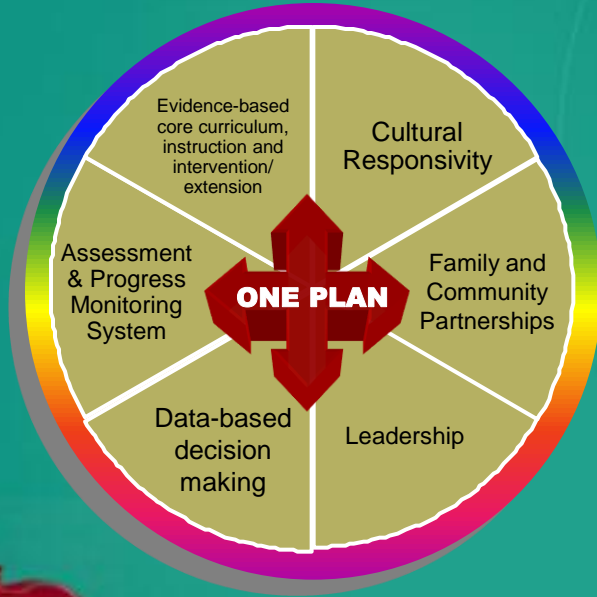 Evidence-based
core curriculum,
instruction and
intervention/
extension
Cultural
Responsivity
Assessment
& Progress
Monitoring
System
ONE PLAN
Family and
Community
Partnerships
Data-based
decision
making
Leadership